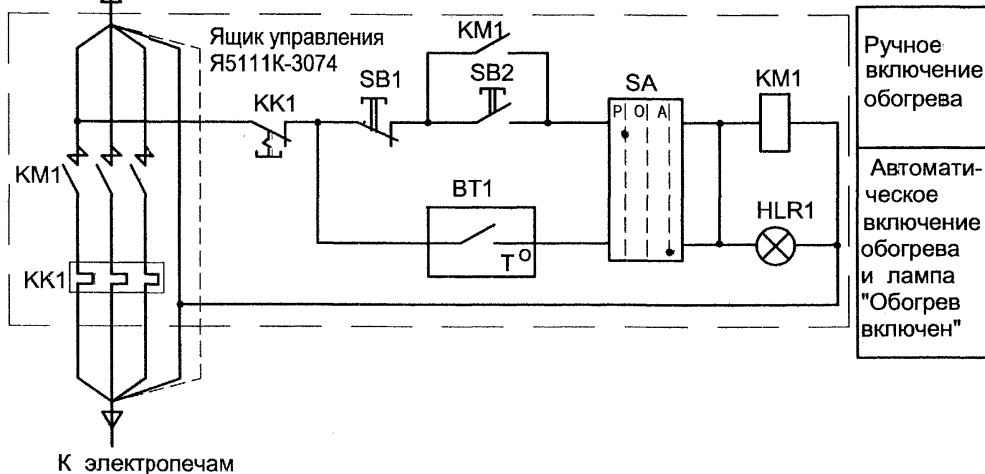 Ящик управления
Я5111К-3074
KM1
SB1
SB2
KK1
SA
P O A
KM1
KM1
BT1
T°
HLR1
KK1
Ручное
включение
обогрева
Автомати-
ческое
включение
обогрева
и лампа
"Обогрев
включен"
К электропечам